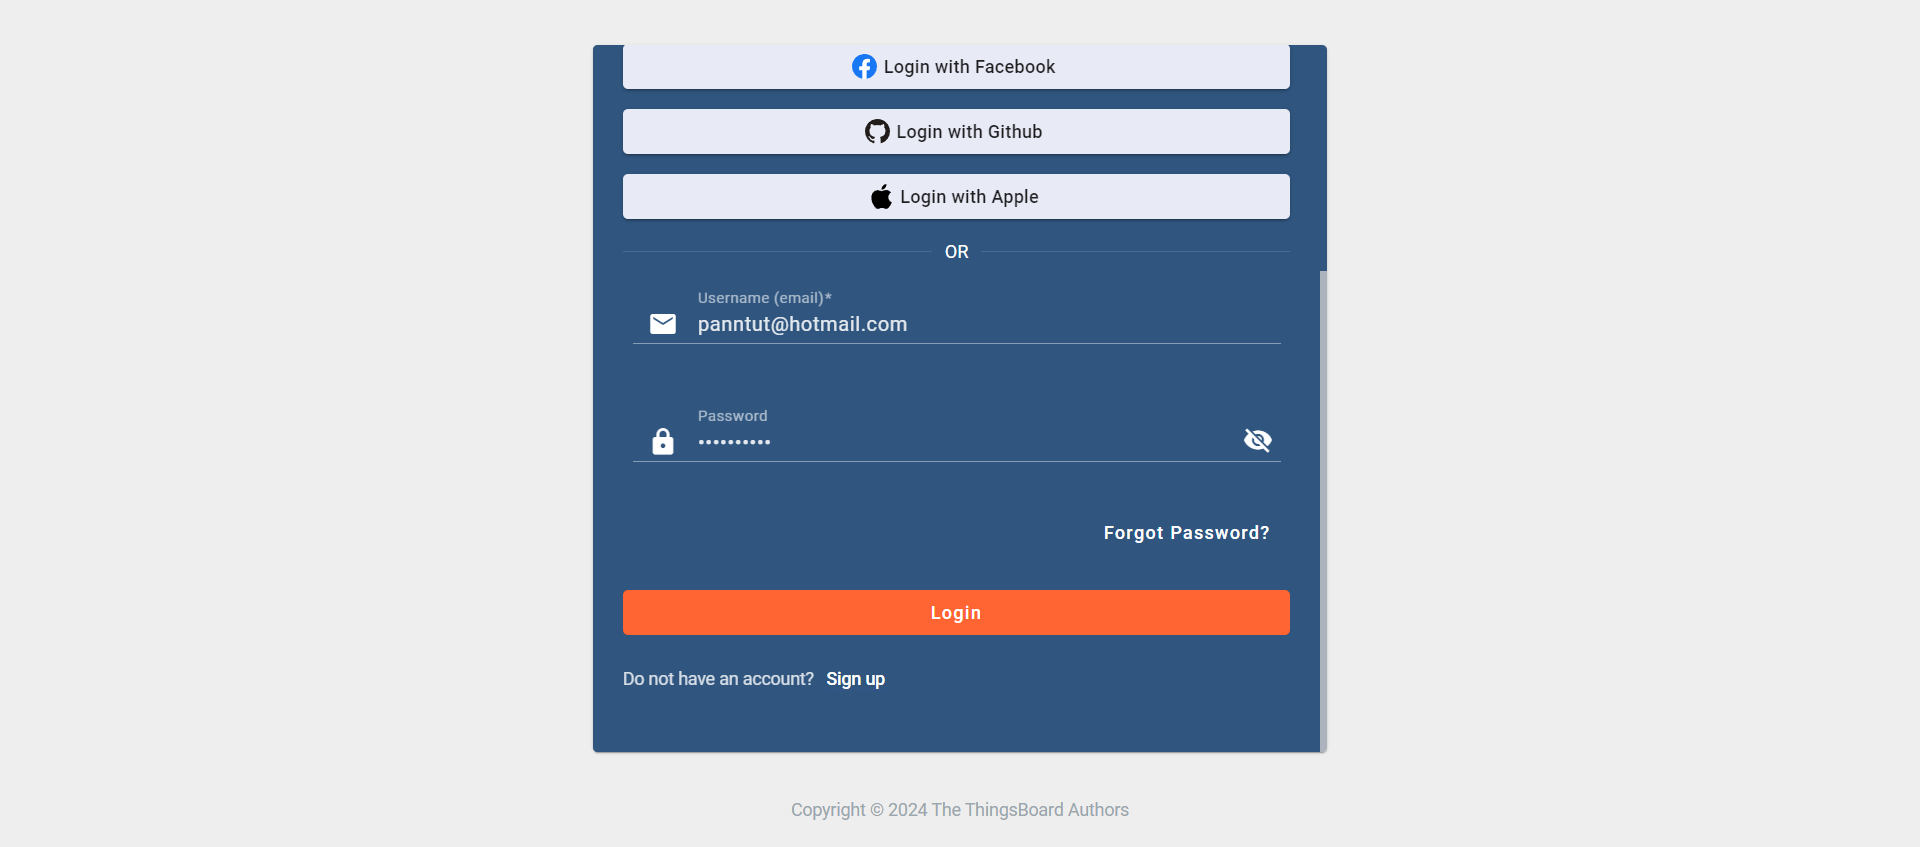 Login with Facebook
Login with Github
Login with Apple
OR
Username (email)*
panntut@hotmail.com
Password
••••••••••
Forgot Password?
Login
Do not have an account? Sign up
Copyright © 2024 The ThingsBoard Authors